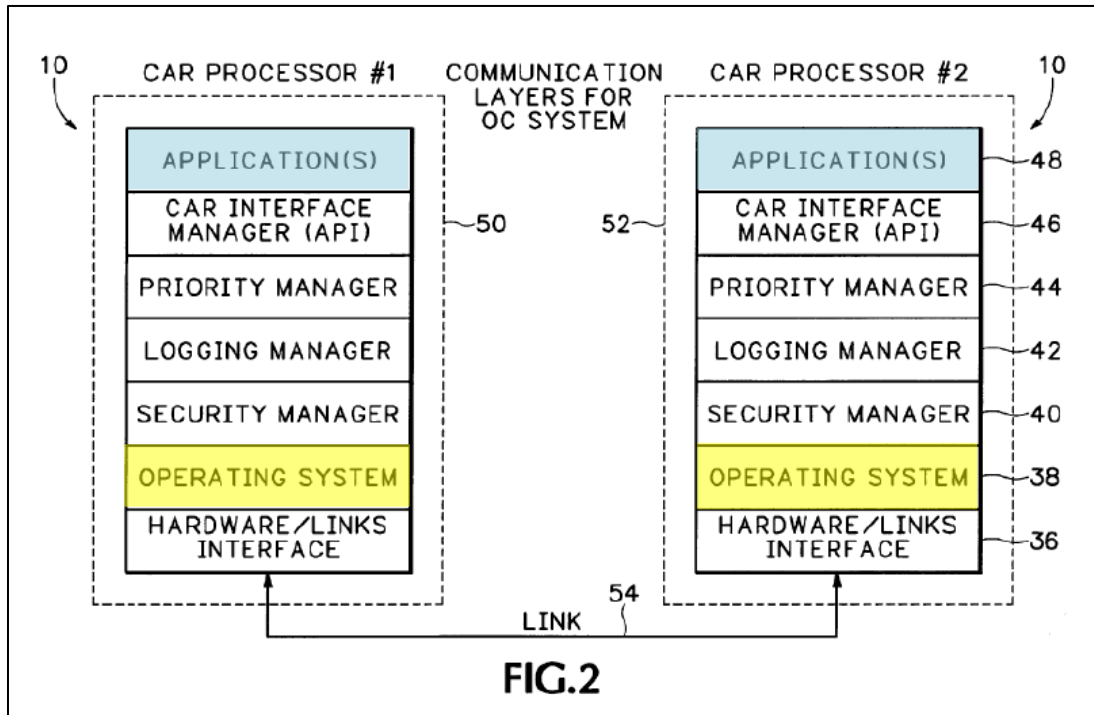 10
CAR PROCESSOR #1
COMMUNICATION
LAYERS FOR
OC SYSTEM
CAR PROCESSOR #2
10
APPLICATION(S)
CAR INTERFACE
MANAGER (API)
PRIORITY MANAGER
LOGGING MANAGER
SECURITY MANAGER
OPERATING SYSTEM
HARDWARE/LINKS
INTERFACE
50
52
APPLICATION(S)
48
CAR INTERFACE
MANAGER (API)
46
PRIORITY MANAGER
44
LOGGING MANAGER
42
SECURITY MANAGER
40
OPERATING SYSTEM
38
HARDWARE/LINKS
INTERFACE
36
LINK
54
FIG.2